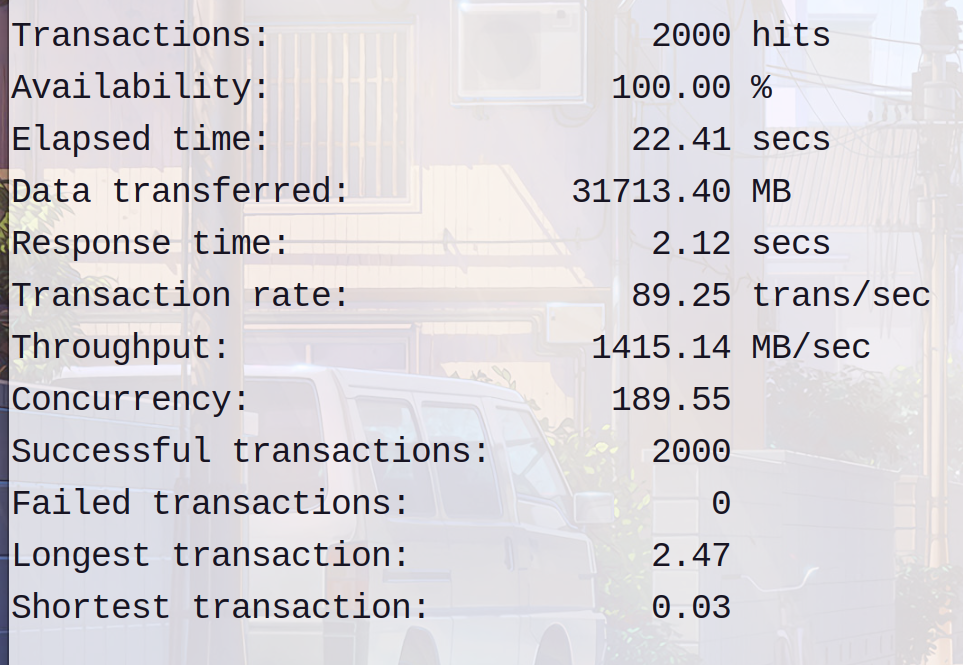 Transactions: 2000 hits
Availability: 100.00 %
Elapsed time: 22.41 secs
Data transferred: 31713.40 MB
Response time: 2.12 secs
Transaction rate: 89.25 trans/sec
Throughput: 1415.14 MB/sec
Concurrency: 189.55
Successful transactions: 2000
Failed transactions: 0
Longest transaction: 2.47
Shortest transaction: 0.03